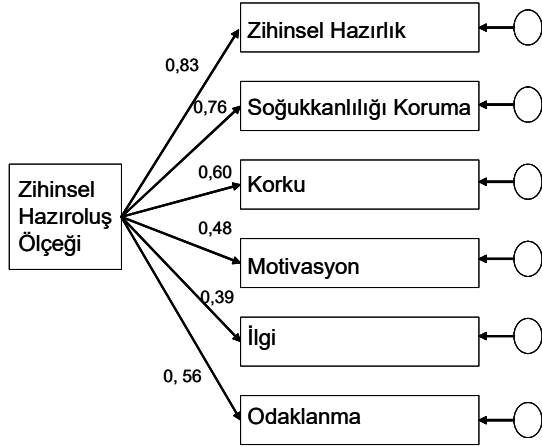 Zihinsel Hazırlık
0,83
0,76
Soğukkanlılığı Koruma
0,60
Korku
Zihinsel
Hazıroluş
Ölçeği
0,48
Motivasyon
0,39
İlgi
0, 56
Odaklanma